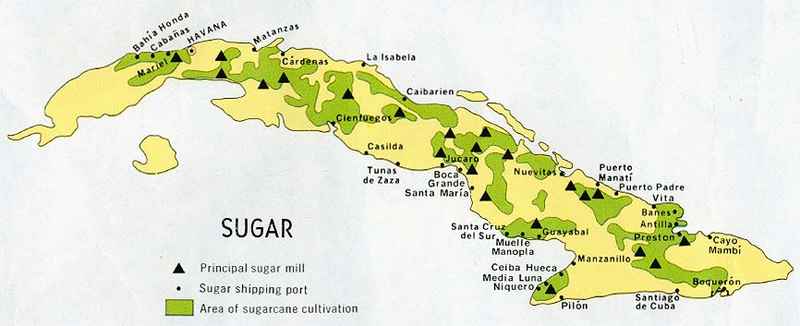 Bahía Honda
Cabañas
HAVANA
Mariel
Matanzas
Cárdenas
La Isabela
Caibarien
Cienfuegos
Casilda
Tunas
de Zaza
Júcaro
Boca
Grande
Santa María
Nuevitas
Puerto
Manatí
Puerto Padre
Vita
Banes
Antilla
Preston
Cayo
Mambí
Santa Cruz
del Sur
Guayabal
Muelle
Manopla
Manzanillo
Ceiba Hueca
Media Luna
Niquero
Pilón
Santiago
de Cuba
Boquerón
SUGAR
Principal sugar mill
Sugar shipping port
Area of sugarcane cultivation